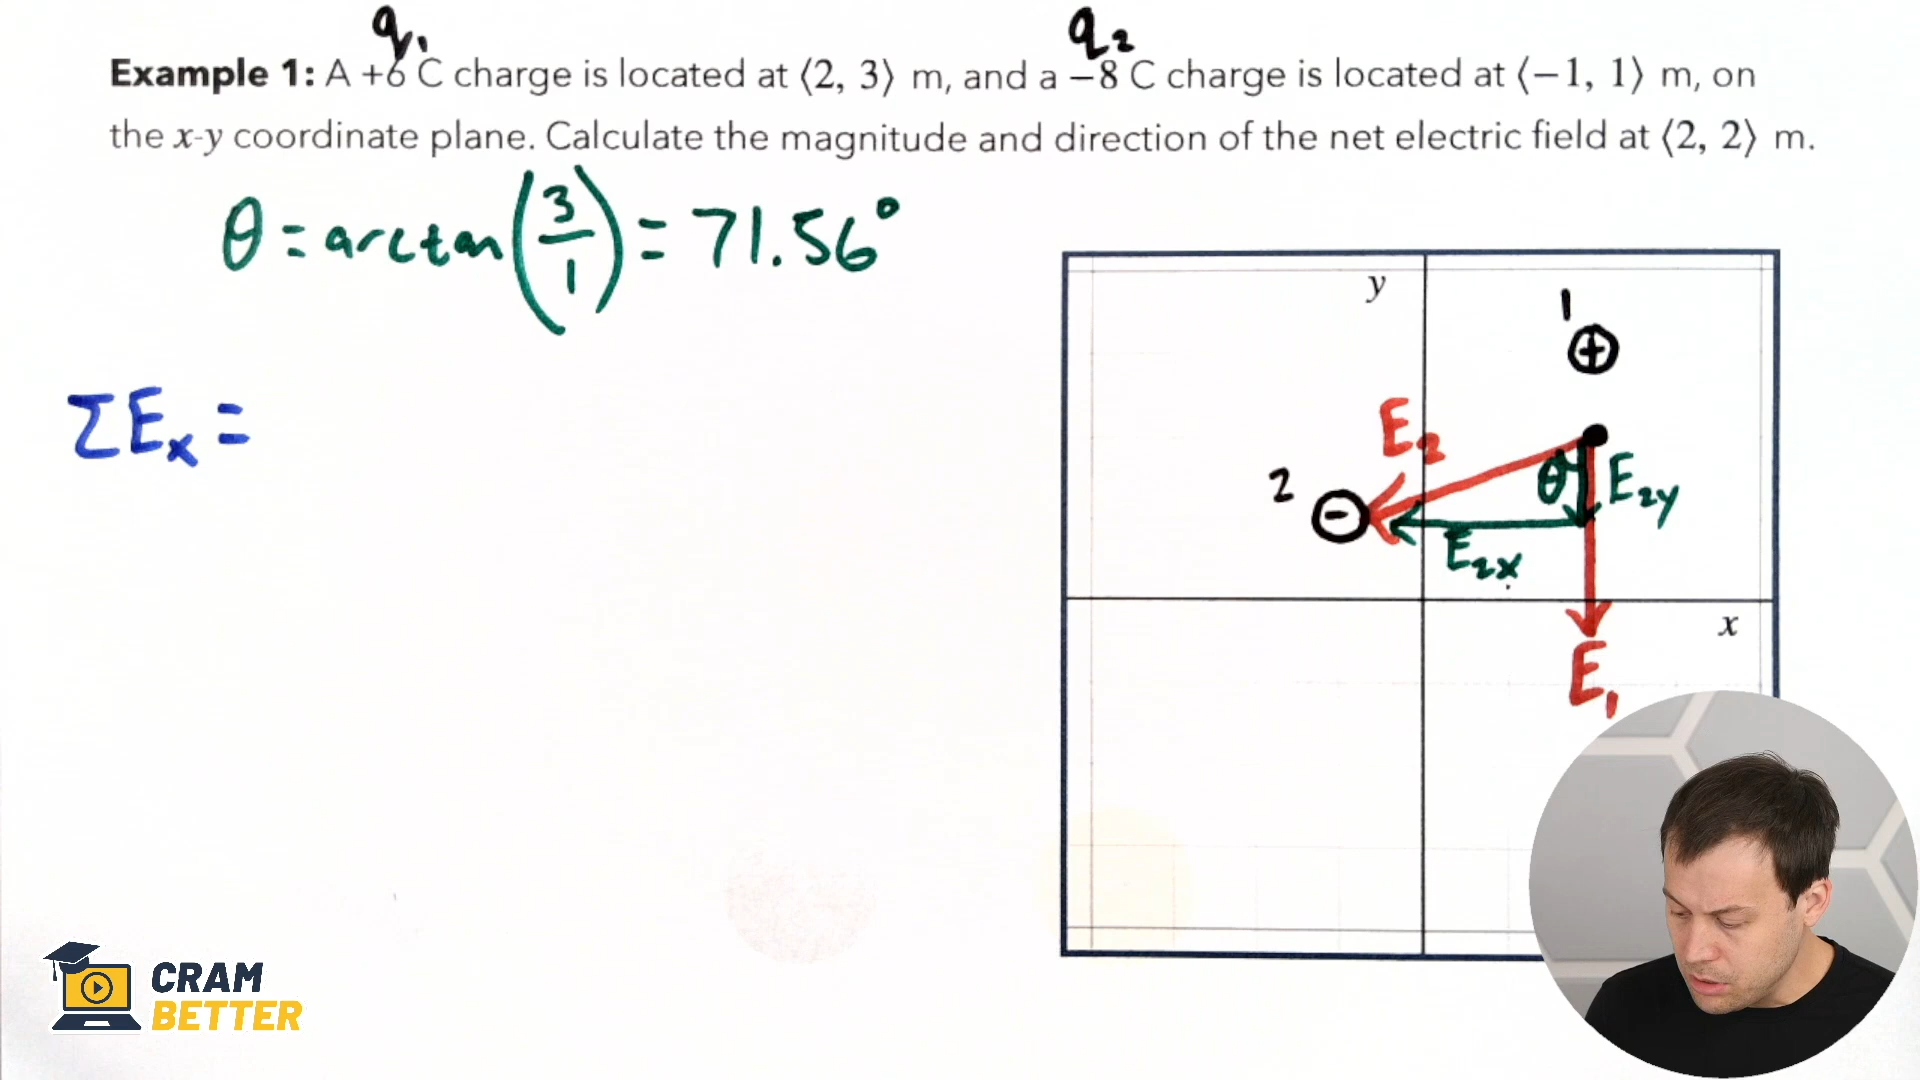 q₁
q₂
Example 1: A +6 C charge is located at ⟨2, 3⟩ m, and a −8 C charge is located at ⟨−1, 1⟩ m, on
the x-y coordinate plane. Calculate the magnitude and direction of the net electric field at ⟨2, 2⟩ m.
θ = arctan(3/1) = 71.56°
ΣEₓ =
y
1
+
E₂
2
−
θ
E₂y
E₂ₓ
x
E₁
CRAM
BETTER